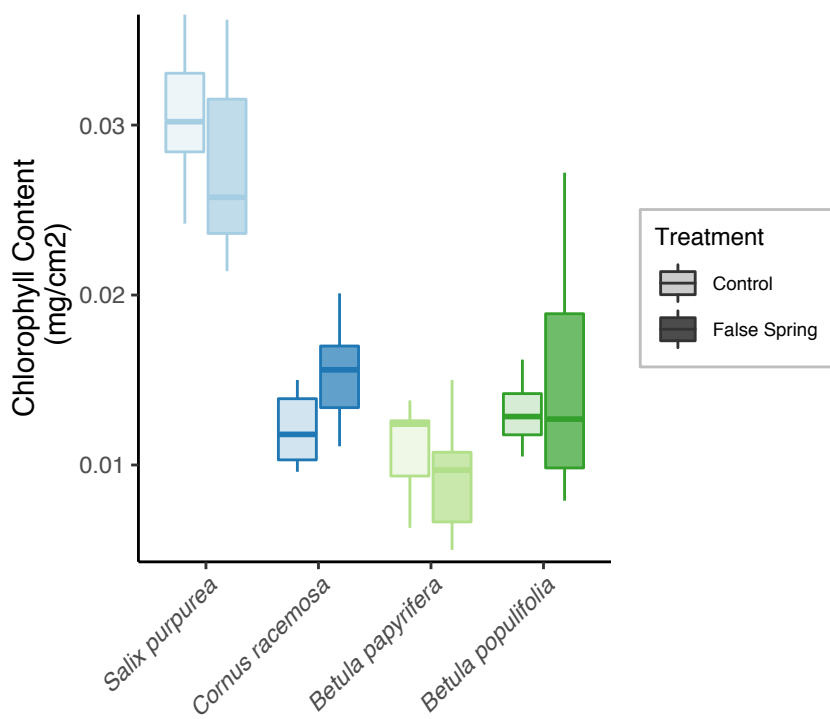 Chlorophyll Content
(mg/cm2)
0.03
0.02
0.01
Salix purpurea
Cornus racemosa
Betula papyrifera
Betula populifolia
Treatment
Control
False Spring